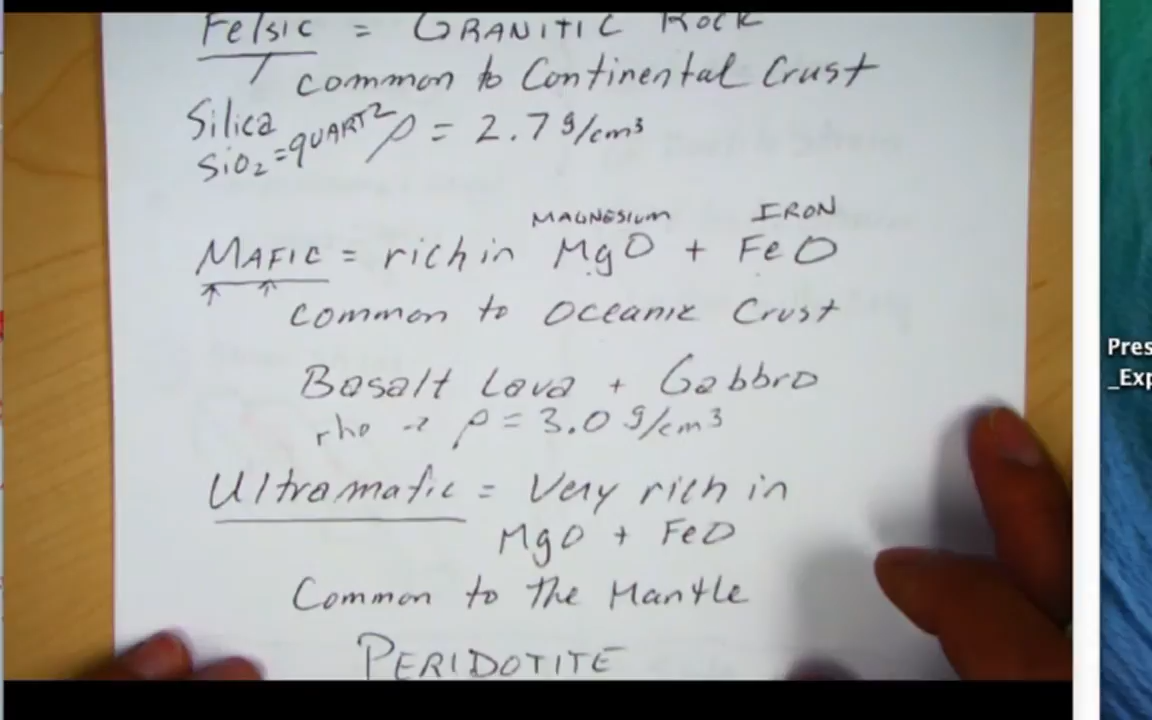 Felsic = GRANITIC ROCK
common to Continental Crust
Silica
SiO2 = QUARTZ ρ = 2.7 g/cm³
MAGNESIUM IRON
MAFIC = rich in MgO + FeO
common to Oceanic Crust
Basalt Lava + Gabbro
rho → ρ = 3.0 g/cm³
Ultramafic = Very rich in
MgO + FeO
Common to the Mantle
PERIDOTITE
Pres
_Exp